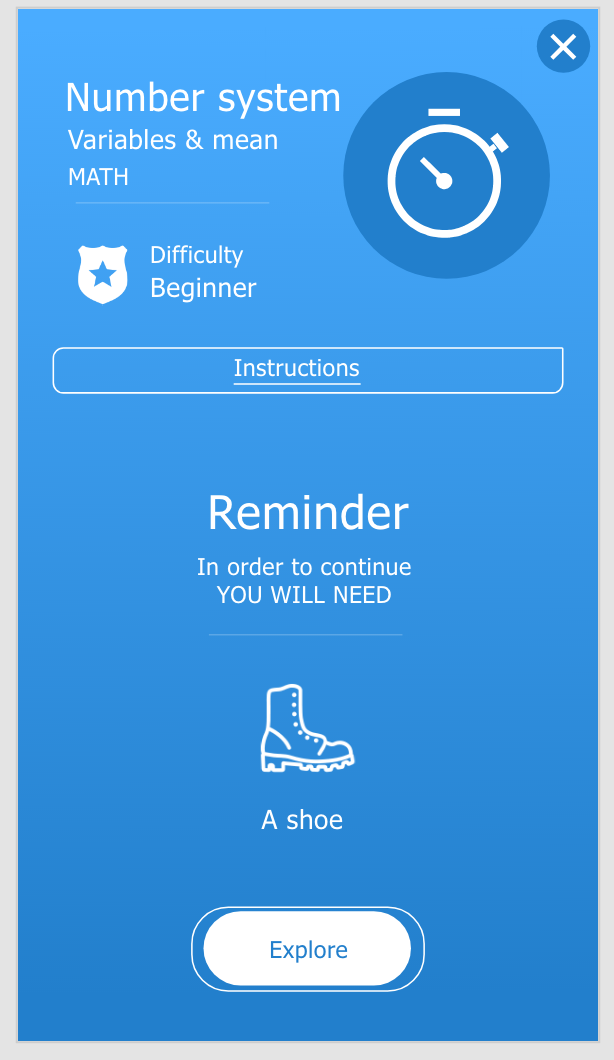 Number system
Variables & mean
MATH
Difficulty
Beginner
Instructions
Reminder
In order to continue
YOU WILL NEED
A shoe
Explore